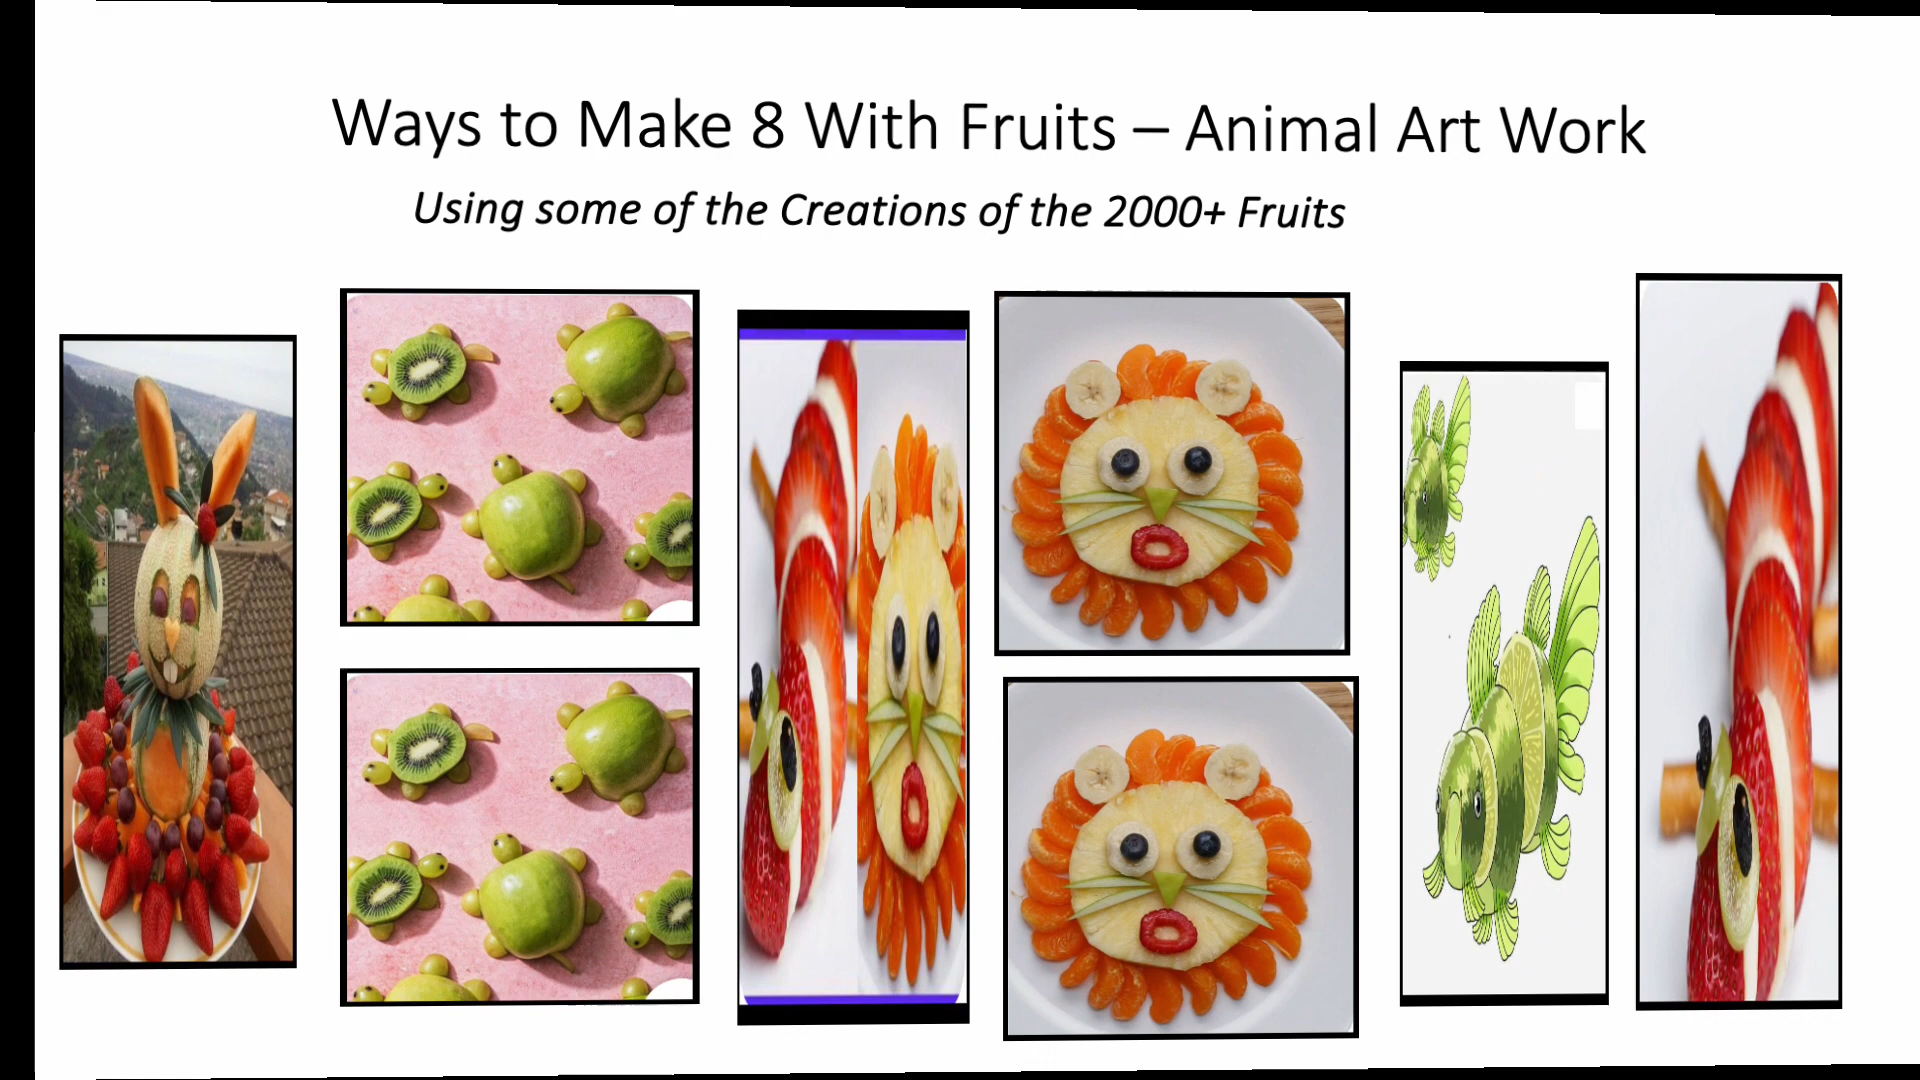 Ways to Make 8 With Fruits – Animal Art Work
Using some of the Creations of the 2000+ Fruits